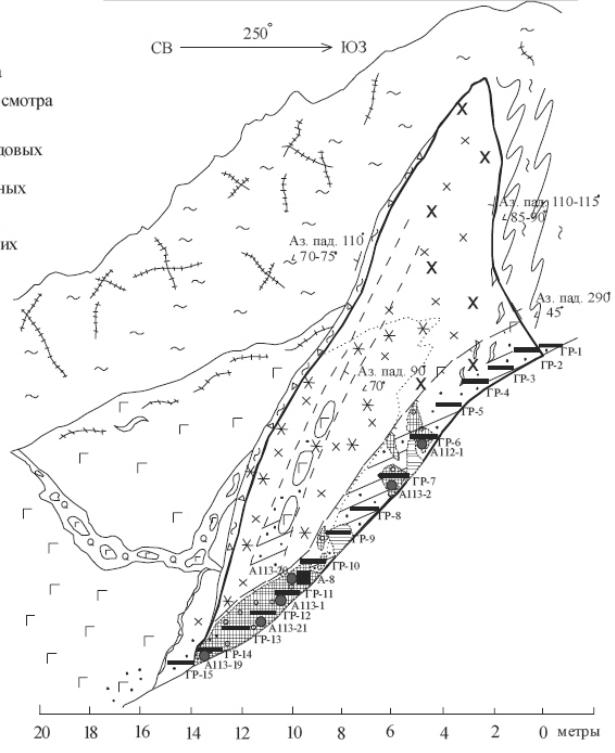 250°
СВ ЮЗ
а
смотра
довых
ных
их
Аз. пад. 110-115°
85-90°
Аз. пад. 110°
70-75°
Аз. пад. 290°
45°
Аз. пад. 90°
70°
ГР-1
ГР-2
ГР-3
ГР-4
ГР-5
ГР-6
А112-1
ГР-7
А113-2
ГР-8
ГР-9
ГР-10
А113-20
А-8
ГР-11
А113-1
ГР-12
А113-21
ГР-13
ГР-14
А113-19
ГР-15
20 18 16 14 12 10 8 6 4 2 0 метры